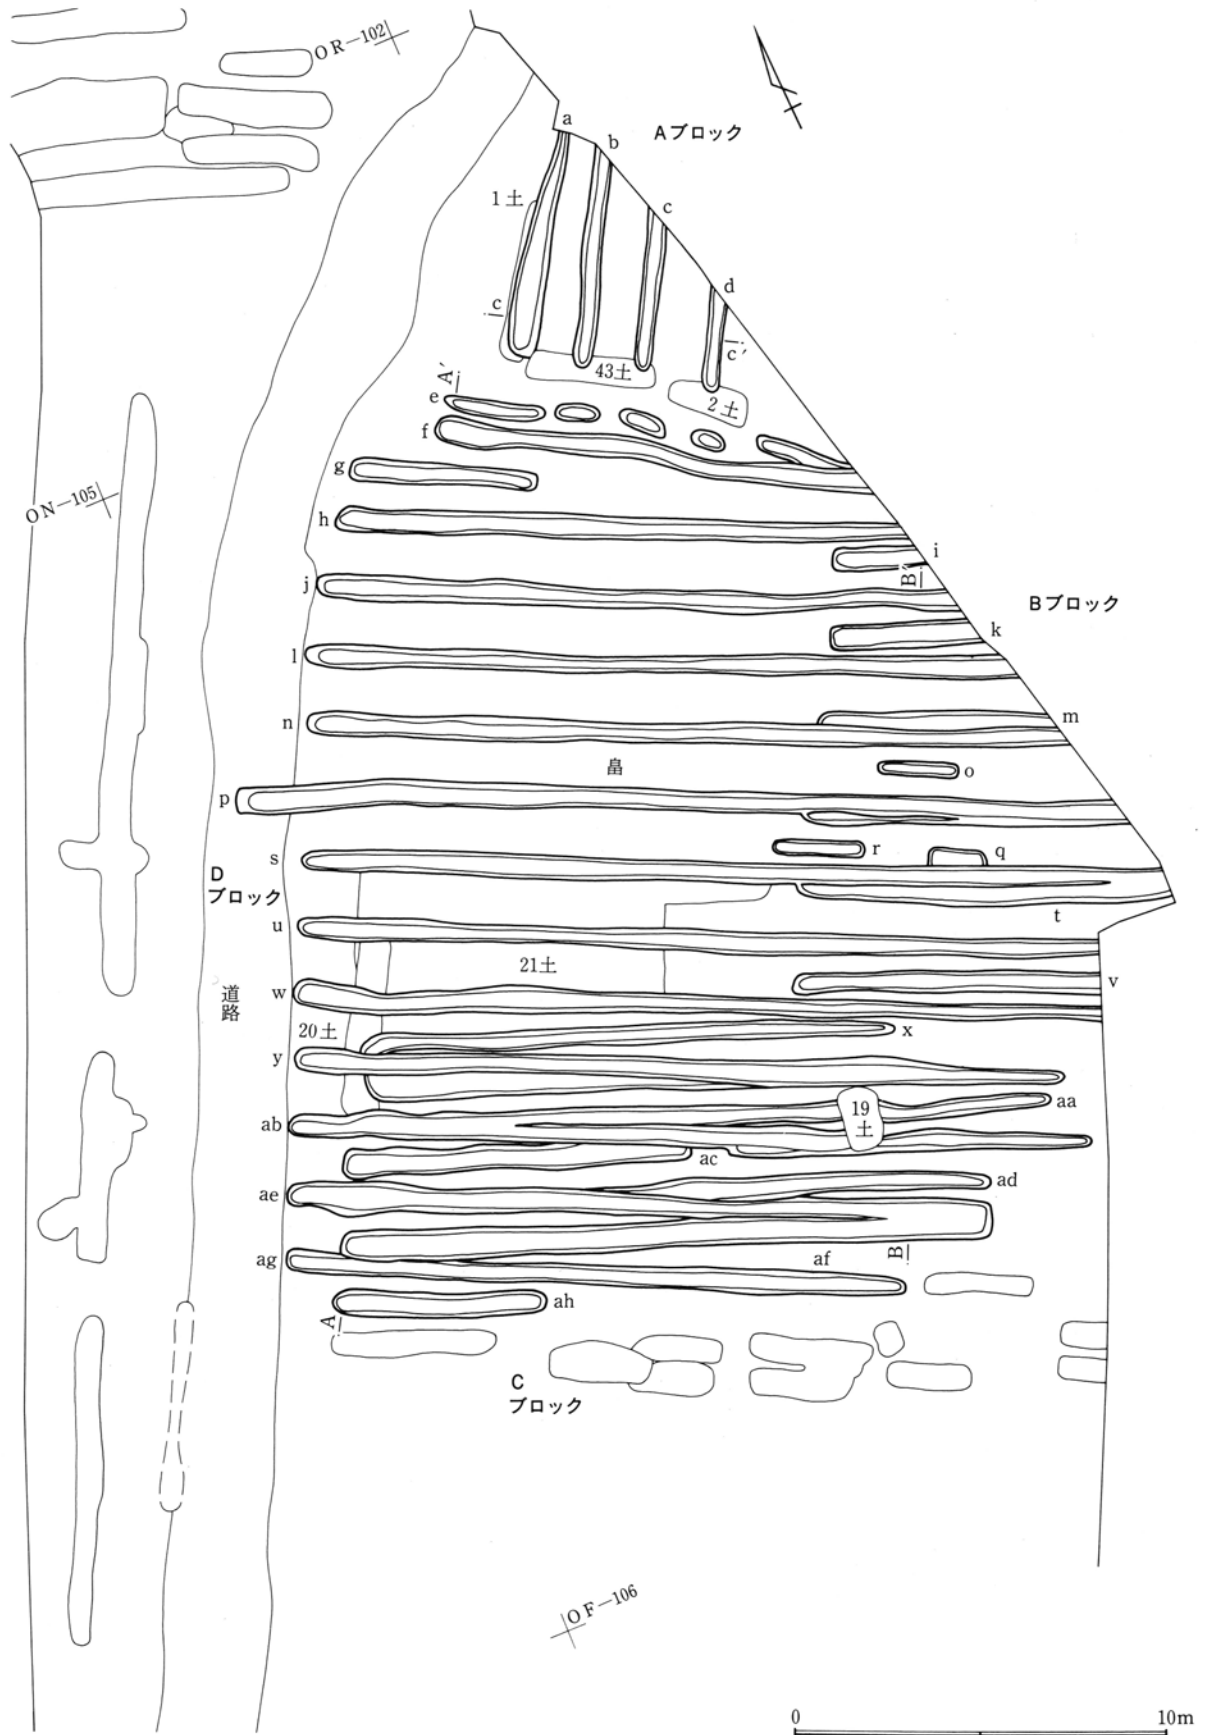 OR-102
a
Aブロック
b
1土
c
d
c
c'
43土
A'
e
2土
f
g
ON-105
h
i
B'
j
Bブロック
k
l
m
n
畠
o
p
r
q
s
D
ブロック
t
u
21土
v
w
道路
20土
x
y
19
土
aa
ab
ac
ad
ae
B
af
ag
ah
A
C
ブロック
OF-106
0
10m